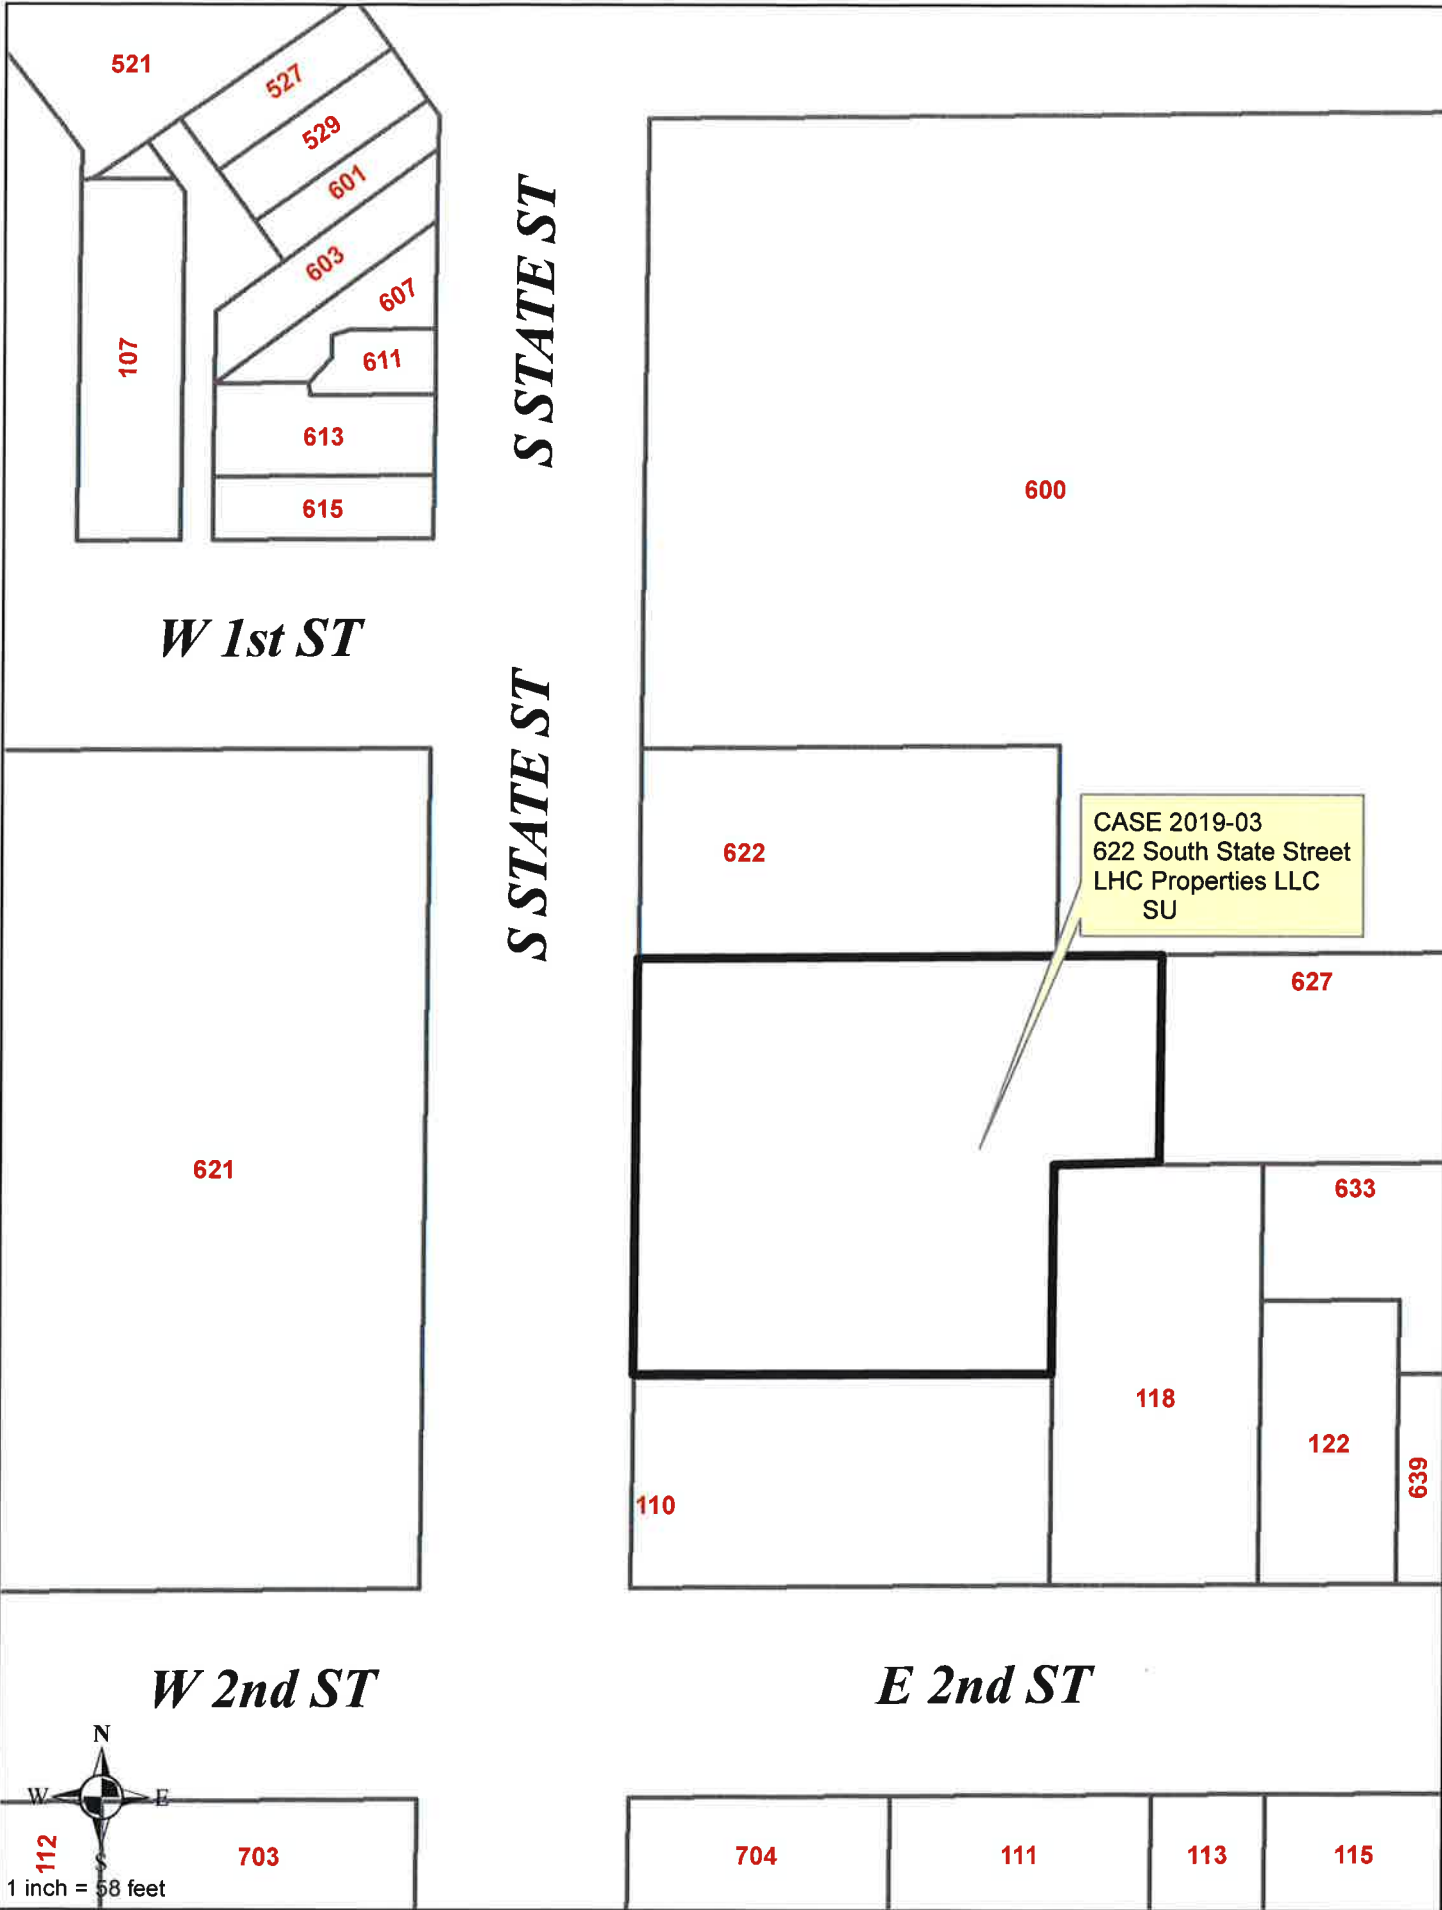 521
527
529
601
603
607
107
611
613
615
S STATE ST
600
W 1st ST
S STATE ST
622
CASE 2019-03
622 South State Street
LHC Properties LLC
SU
627
621
633
118
122
639
110
W 2nd ST
E 2nd ST
N
W E
S
112
703
704
111
113
115
1 inch = 58 feet